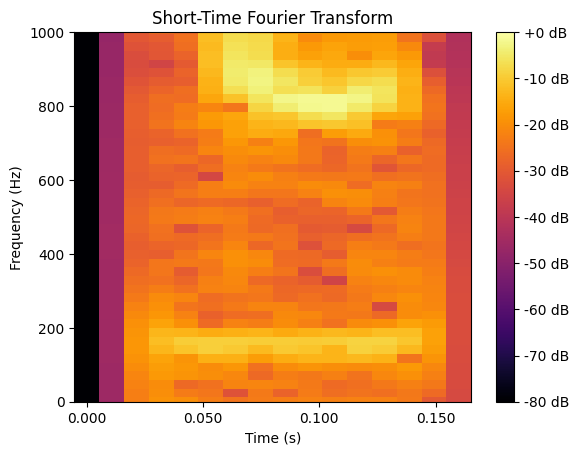 Short-Time Fourier Transform
1000
800
600
400
200
0
Frequency (Hz)
0.000
0.050
0.100
0.150
Time (s)
+0 dB
-10 dB
-20 dB
-30 dB
-40 dB
-50 dB
-60 dB
-70 dB
-80 dB